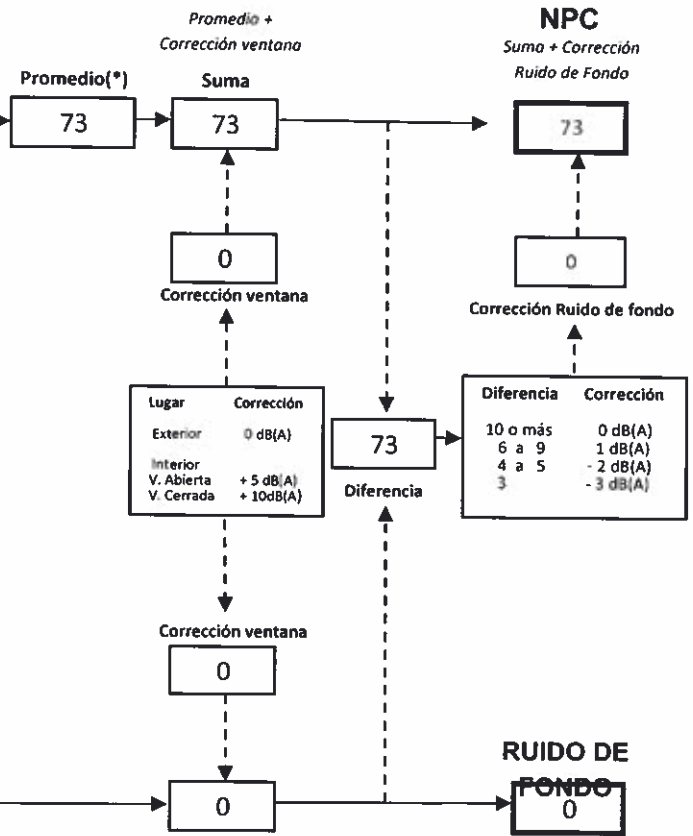 Promedio +
Corrección ventana
NPC
Suma + Corrección
Ruido de Fondo
Promedio(*)
Suma
73
73
73
0
Corrección ventana
0
Corrección Ruido de fondo
Lugar Corrección
Exterior 0 dB(A)
Interior
V. Abierta + 5 dB(A)
V. Cerrada + 10dB(A)
73
Diferencia
Diferencia Corrección
10 o más 0 dB(A)
6 a 9 1 dB(A)
4 a 5 - 2 dB(A)
3 - 3 dB(A)
Corrección ventana
0
0
RUIDO DE
FONDO
0